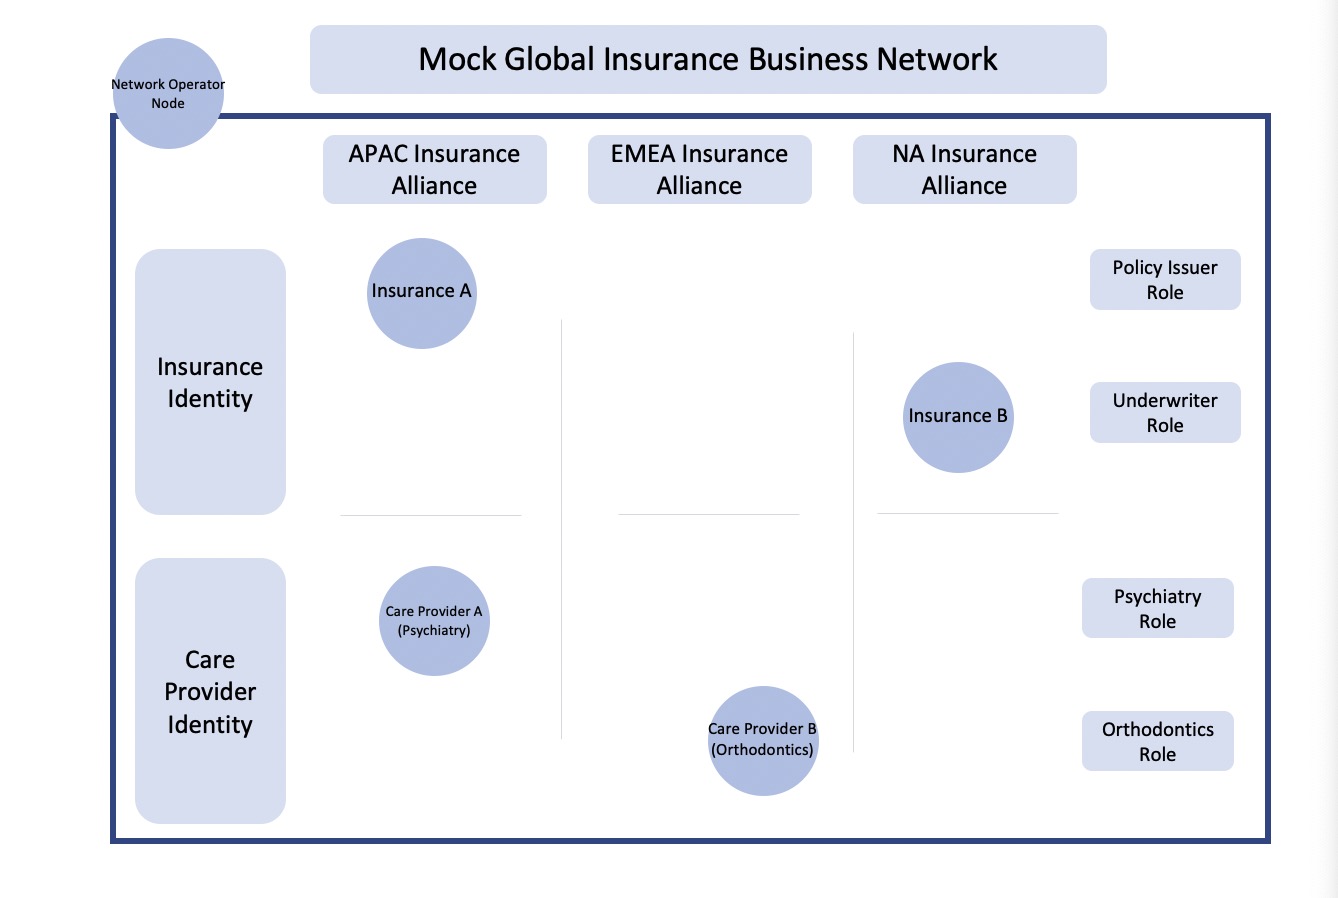 Mock Global Insurance Business Network
Network Operator
Node
APAC Insurance
Alliance
EMEA Insurance
Alliance
NA Insurance
Alliance
Insurance
Identity
Insurance A
Insurance B
Policy Issuer
Role
Underwriter
Role
Care
Provider
Identity
Care Provider A
(Psychiatry)
Care Provider B
(Orthodontics)
Psychiatry
Role
Orthodontics
Role